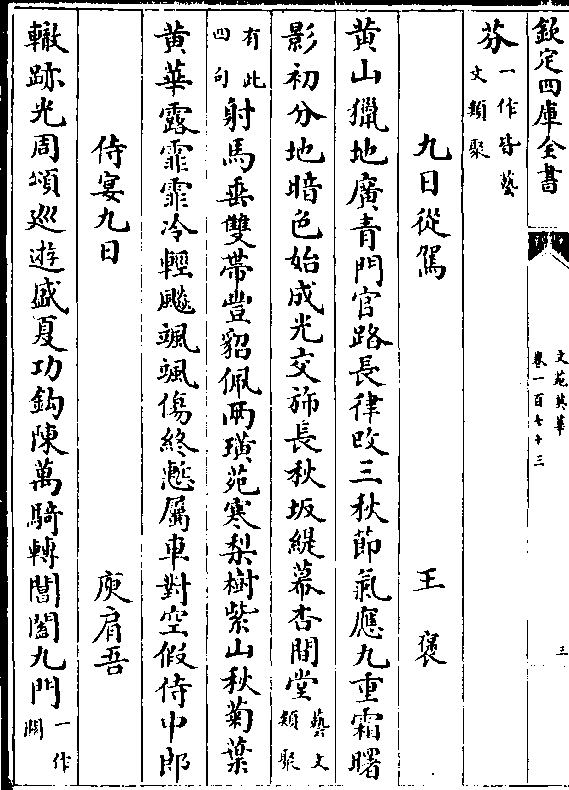 欽定四庫全書
文苑英華
卷一百七十三
三
芬一作皆藝文類聚
九日從駕
王褒
黄山獵地廣青門官路長律改三秋節氣應九重霜曙
影初分地暗色始成光交斾長秋坂緹幕杏間堂藝文類聚
有此四句射馬垂雙帶豐貂佩兩璜苑寒梨樹紫山秋菊葉
黄華露霏霏冷輕飈颯颯傷終慙屬車對空假侍中郎
侍宴九日
庾肩吾
轍跡光周頌巡遊盛夏功鈎陳萬騎轉閶闔九門一作關